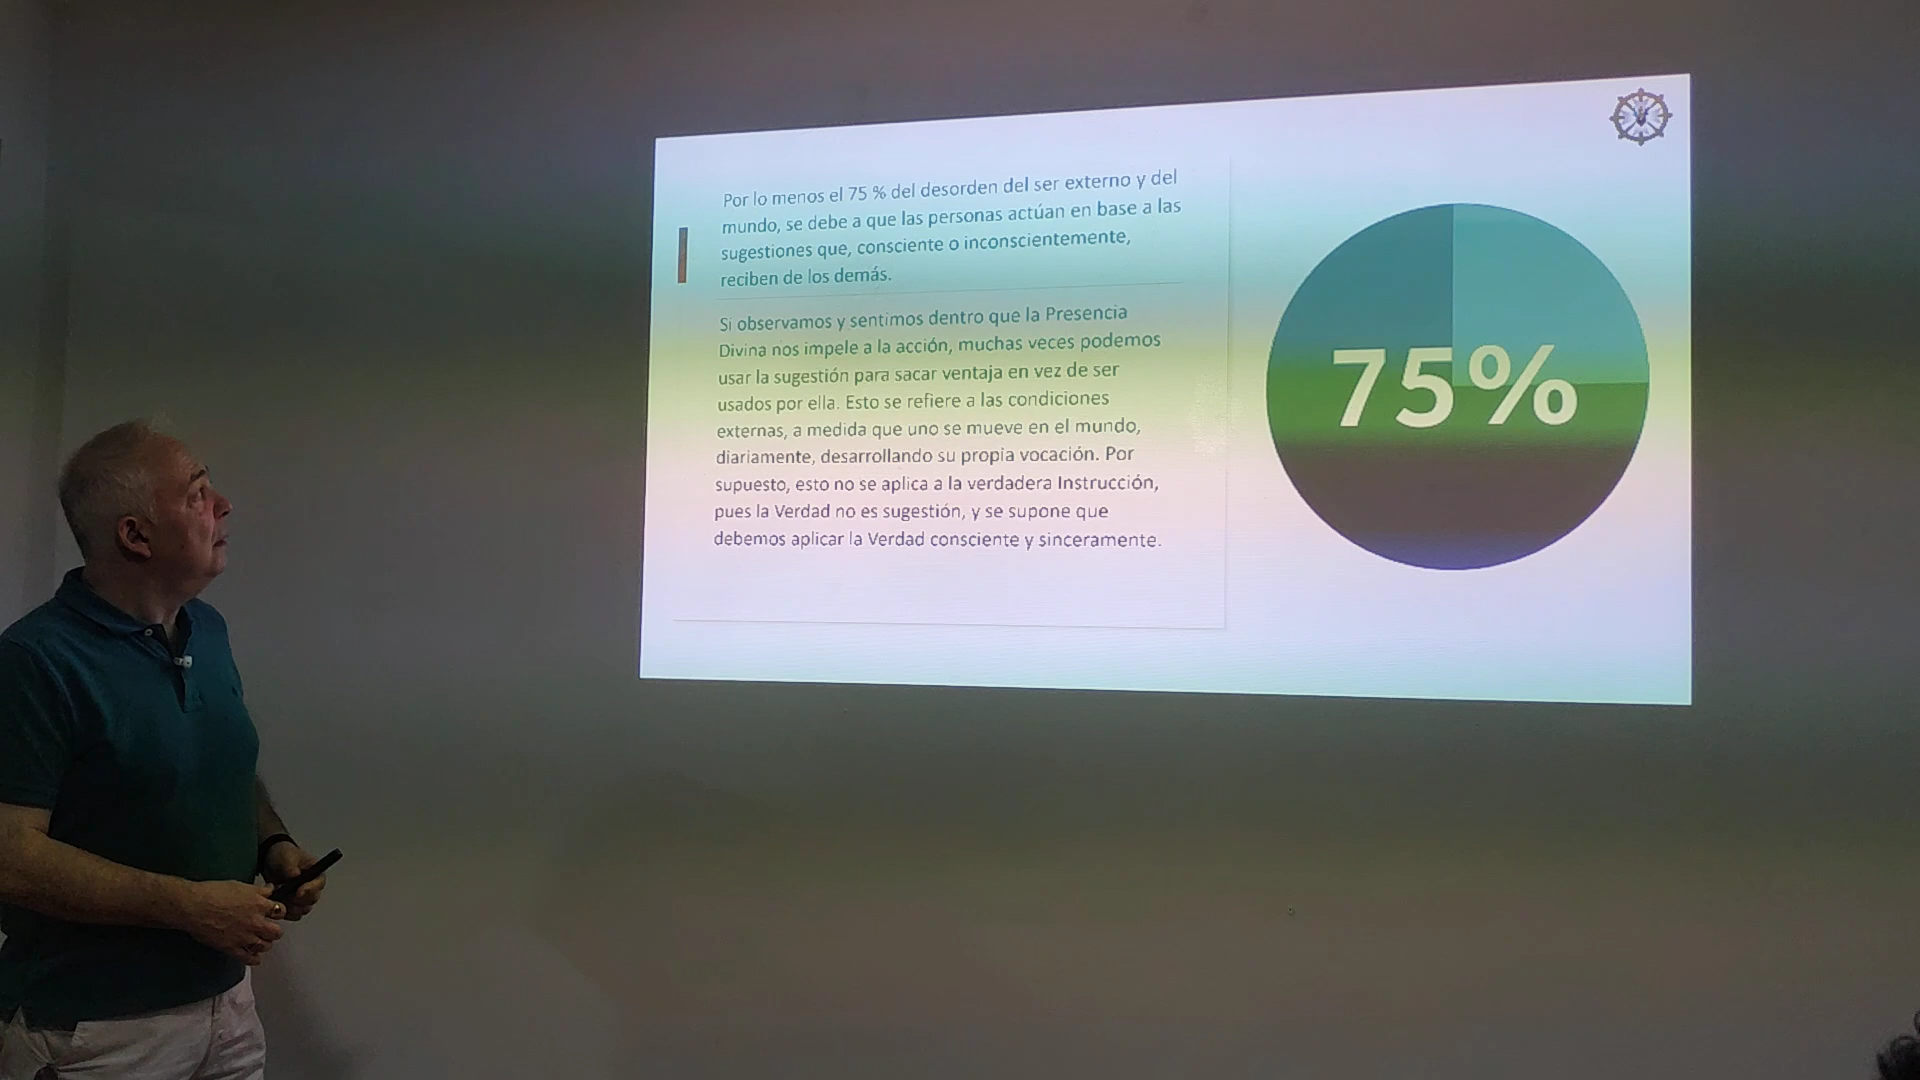 Por lo menos el 75 % del desorden del ser externo y del
mundo, se debe a que las personas actúan en base a las
sugestiones que, consciente o inconscientemente,
reciben de los demás.
Si observamos y sentimos dentro que la Presencia
Divina nos impele a la acción, muchas veces podemos
usar la sugestión para sacar ventaja en vez de ser
usados por ella. Esto se refiere a las condiciones
externas, a medida que uno se mueve en el mundo,
diariamente, desarrollando su propia vocación. Por
supuesto, esto no se aplica a la verdadera Instrucción,
pues la Verdad no es sugestión, y se supone que
debemos aplicar la Verdad consciente y sinceramente.
75%